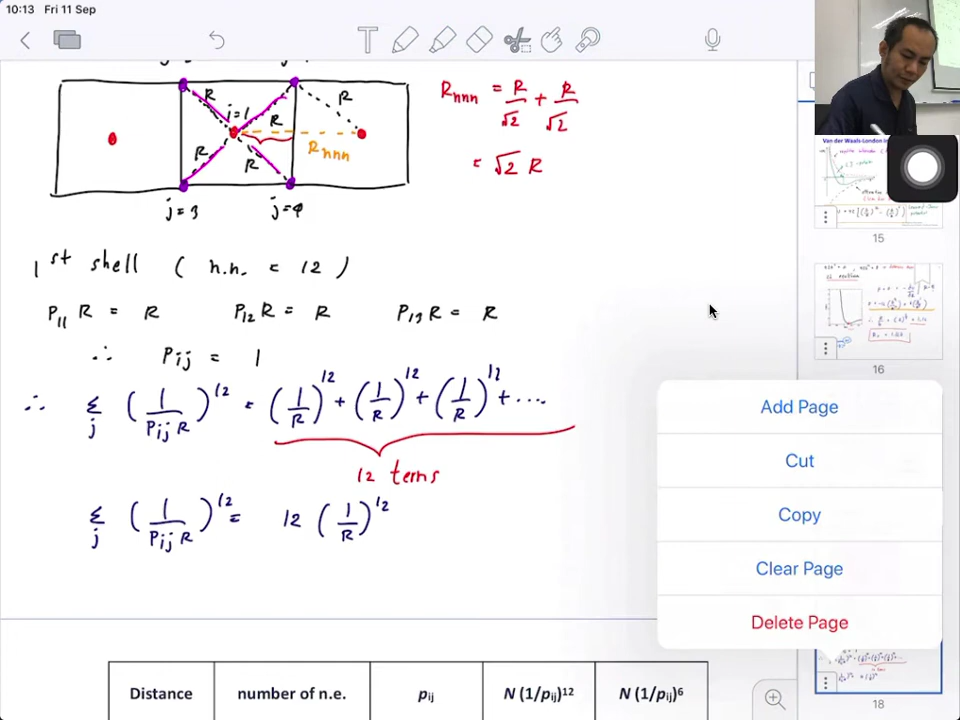 10:13 Fri 11 Sep
R
j=1
R
R
R
R
Rnnn
j=3
j=4
Rnnn = R/√2 + R/√2
= √2 R
1st shell (n.n. = 12)
P11 R = R P12 R = R P13 R = R
∴ Pij = 1
∴ Σj (1/Pij R)^12 = (1/R)^12 + (1/R)^12 + (1/R)^12 + ...
12 terms
Σj (1/Pij R)^12 = 12 (1/R)^12
Distance number of n.e. pij N (1/pij)12 N (1/pij)6
Van der Waals-London in
15
16
Add Page
Cut
Copy
Clear Page
Delete Page
18